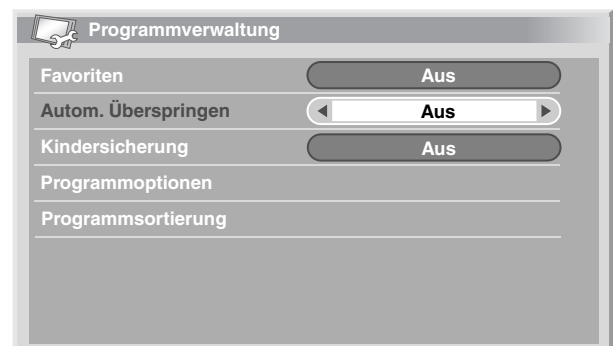 Programmverwaltung
Favoriten Aus
Autom. Überspringen Aus
Kindersicherung Aus
Programmoptionen
Programmsortierung